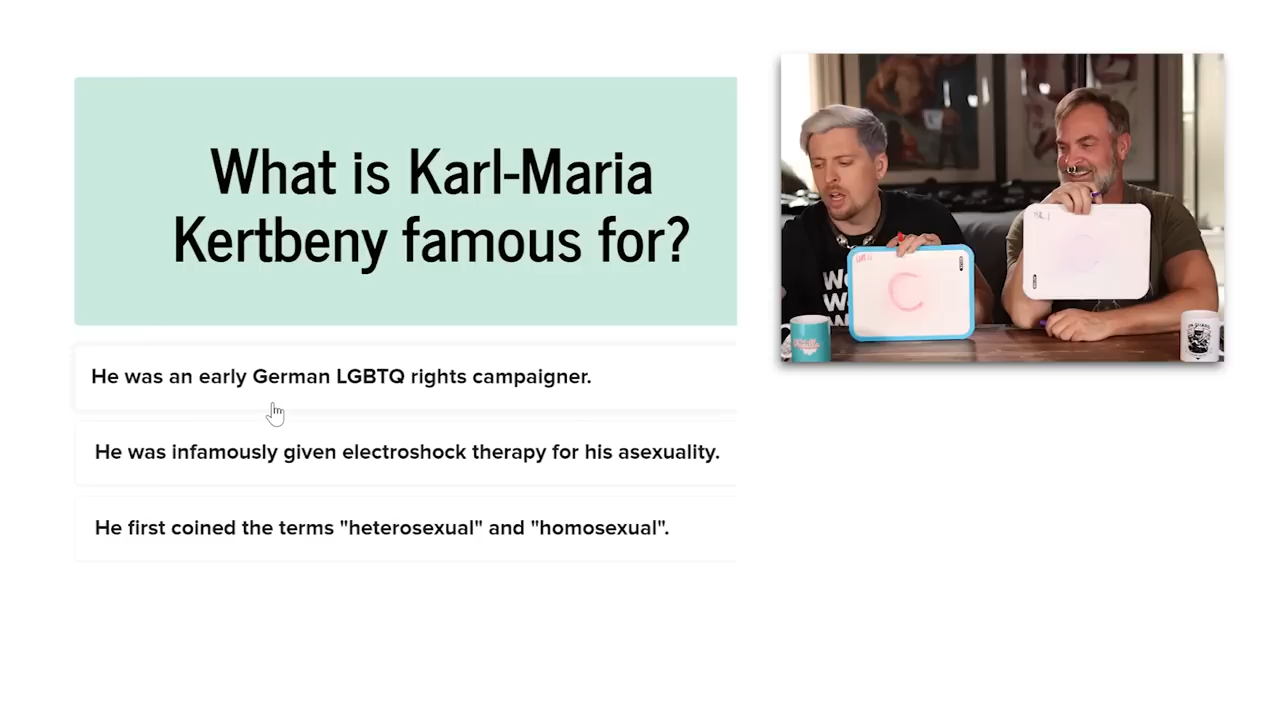 What is Karl-Maria
Kertbeny famous for?
He was an early German LGBTQ rights campaigner.
He was infamously given electroshock therapy for his asexuality.
He first coined the terms "heterosexual" and "homosexual".
C
C